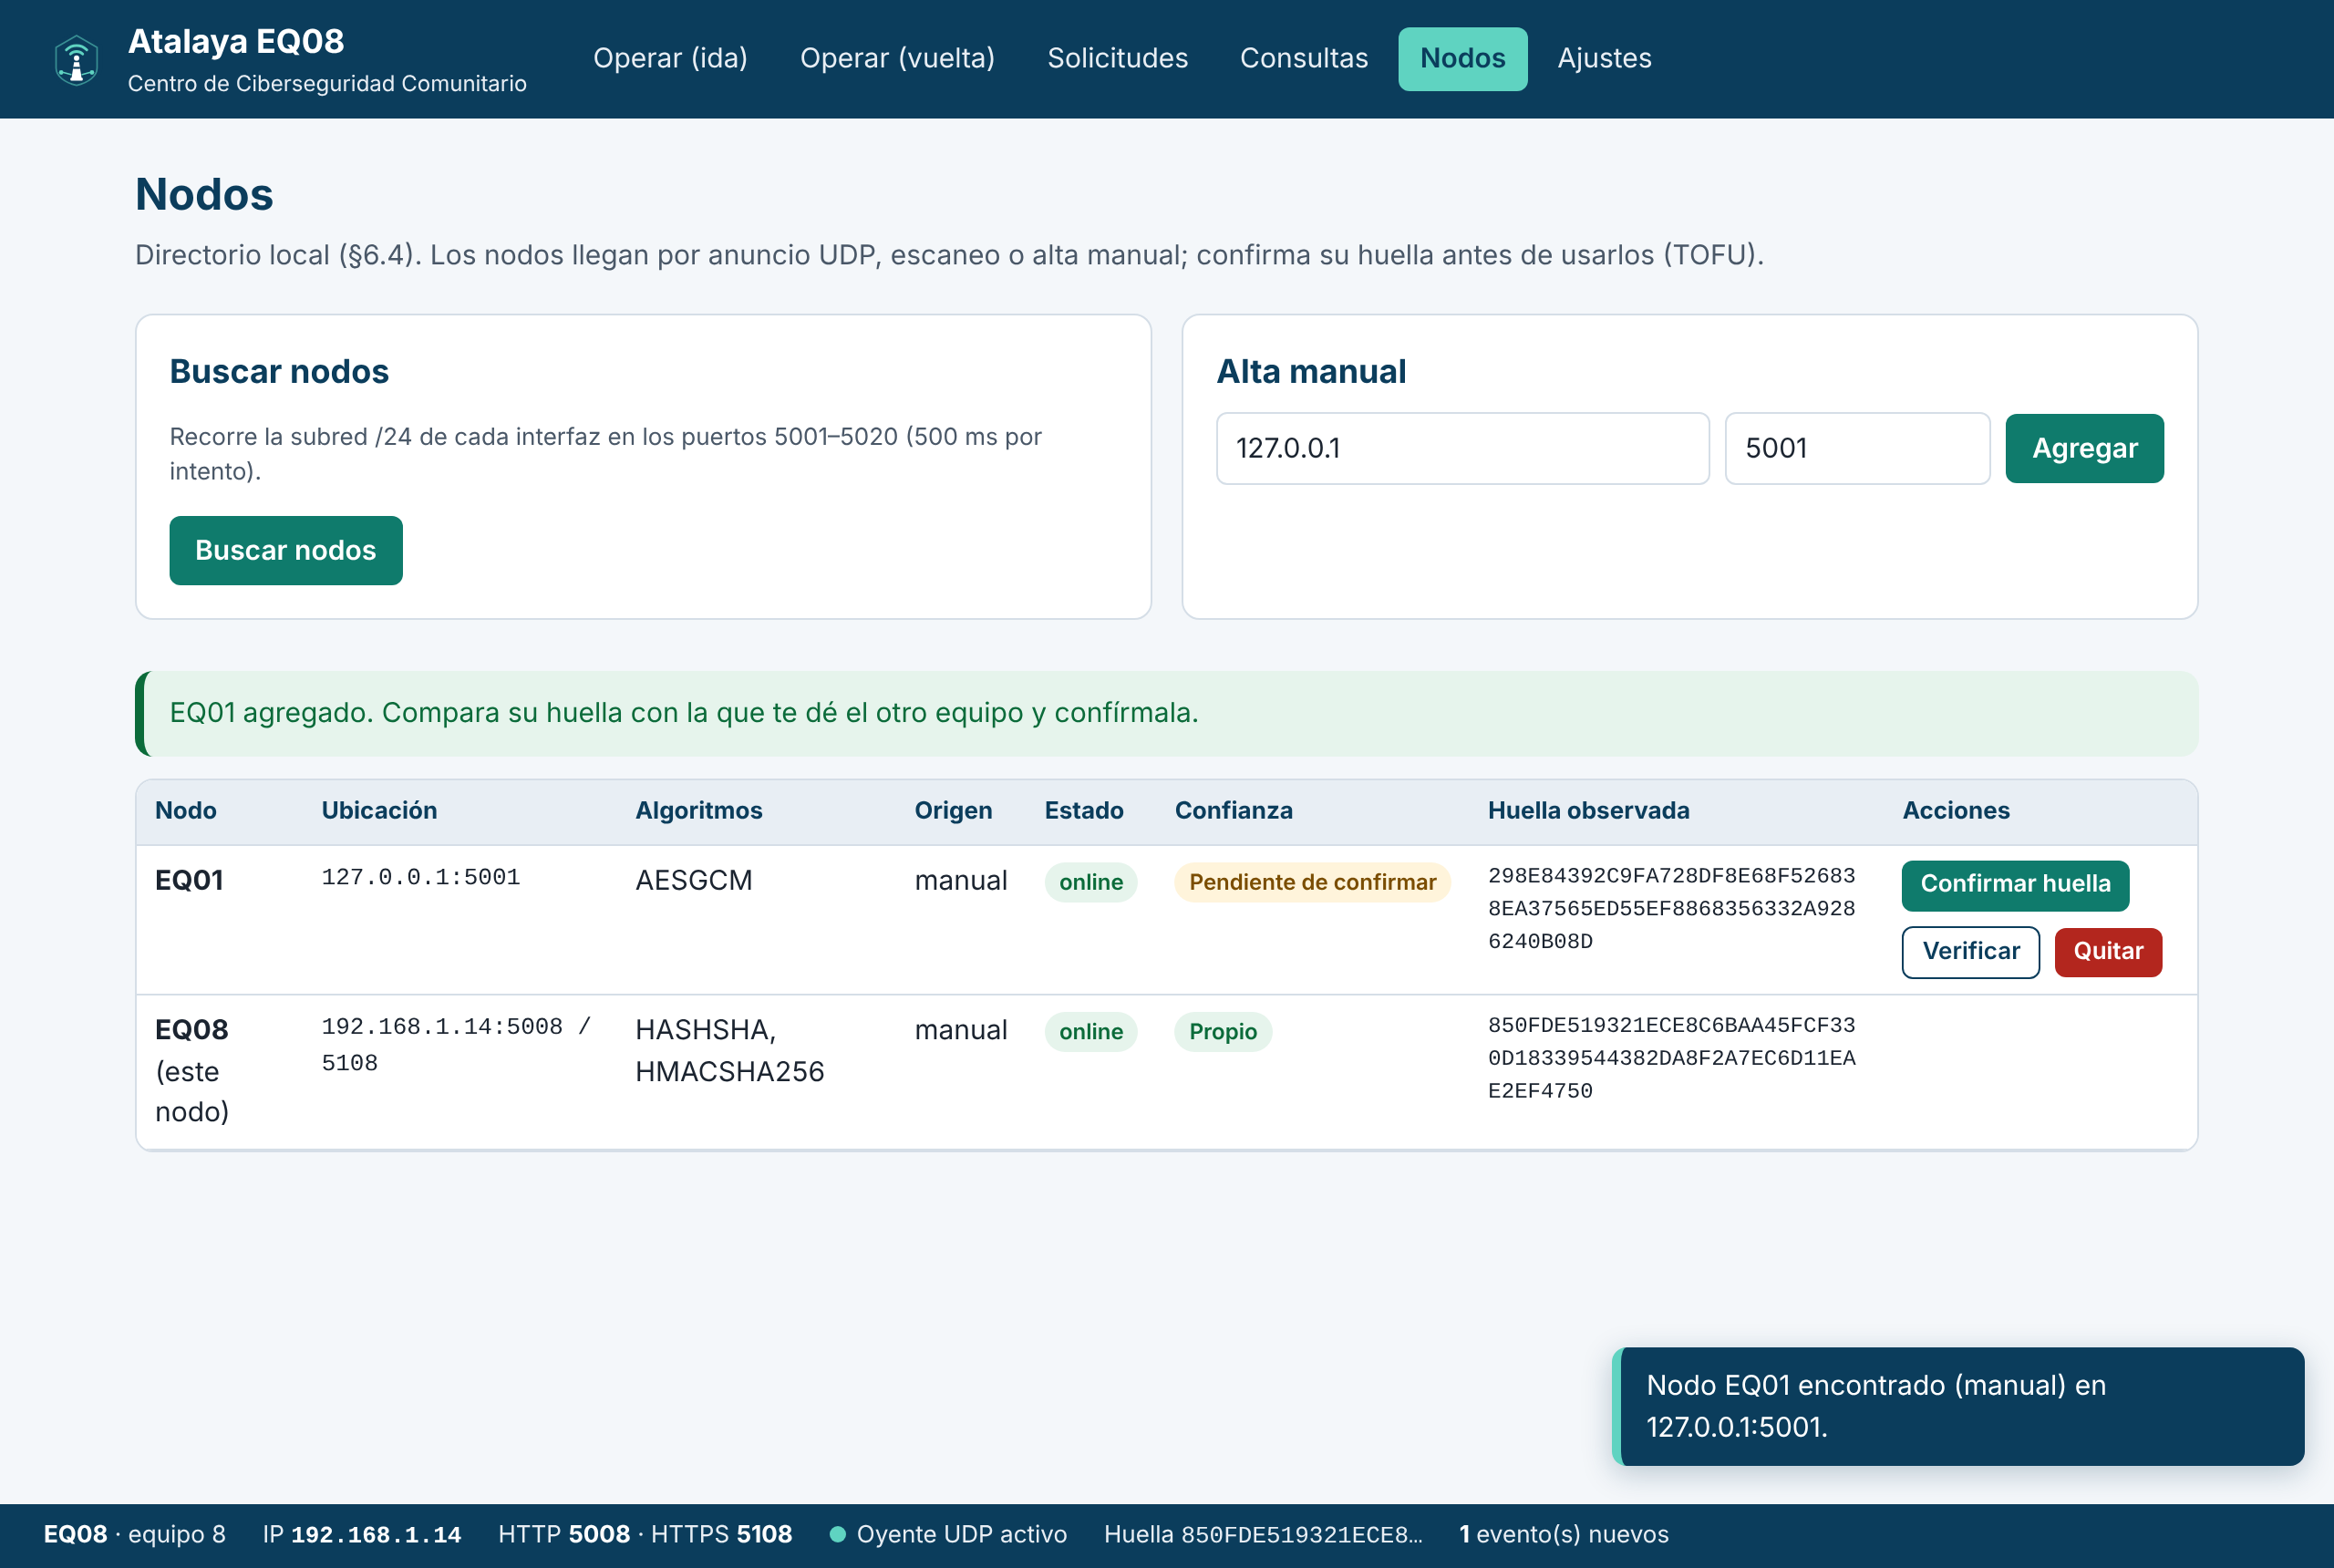 Atalaya EQ08
Centro de Ciberseguridad Comunitario
Operar (ida)
Operar (vuelta)
Solicitudes
Consultas
Nodos
Ajustes
Nodos
Directorio local (§6.4). Los nodos llegan por anuncio UDP, escaneo o alta manual; confirma su huella antes de usarlos (TOFU).
Buscar nodos
Recorre la subred /24 de cada interfaz en los puertos 5001–5020 (500 ms por
intento).
Buscar nodos
Alta manual
127.0.0.1
5001
Agregar
EQ01 agregado. Compara su huella con la que te dé el otro equipo y confírmala.
Nodo
Ubicación
Algoritmos
Origen
Estado
Confianza
Huella observada
Acciones
EQ01
127.0.0.1:5001
AESGCM
manual
online
Pendiente de confirmar
298E84392C9FA728DF8E68F52683
8EA37565ED55EF8868356332A928
6240B08D
Confirmar huella
Verificar
Quitar
EQ08
(este
nodo)
192.168.1.14:5008 /
5108
HASHSHA,
HMACSHA256
manual
online
Propio
850FDE519321ECE8C6BAA45FCF33
0D18339544382DA8F2A7EC6D11EA
E2EF4750
Nodo EQ01 encontrado (manual) en
127.0.0.1:5001.
EQ08 · equipo 8
IP 192.168.1.14
HTTP 5008 · HTTPS 5108
Oyente UDP activo
Huella 850FDE519321ECE8…
1 evento(s) nuevos